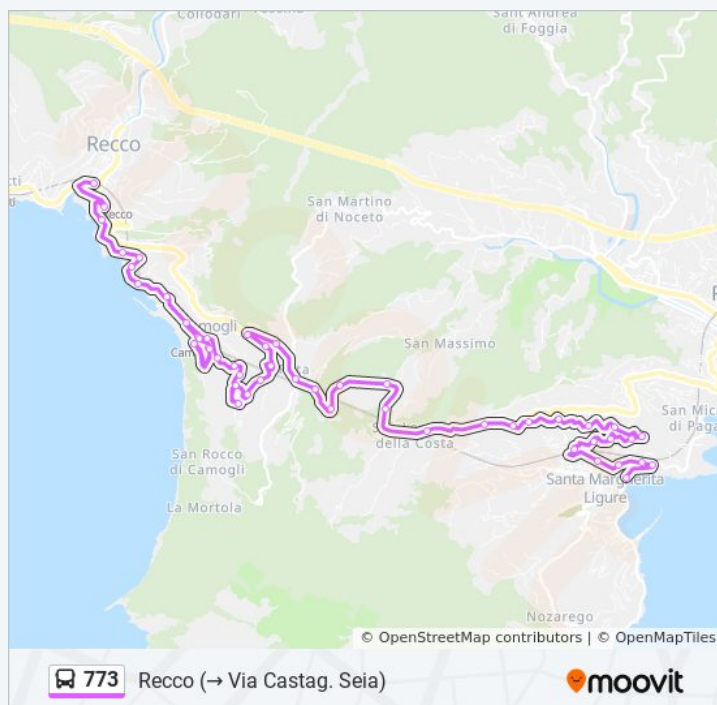 Collodari
Sant'Andrea
di Foggia
Recco
Recco
San Martino
di Noceto
San Massimo
della Costa
San Rocco
di Camogli
La Mortola
San Mic
di Paga
Santa Margherita
Ligure
Nozarego
© OpenStreetMap contributors | © OpenMapTiles
773
Recco (→ Via Castag. Seia)
moovit